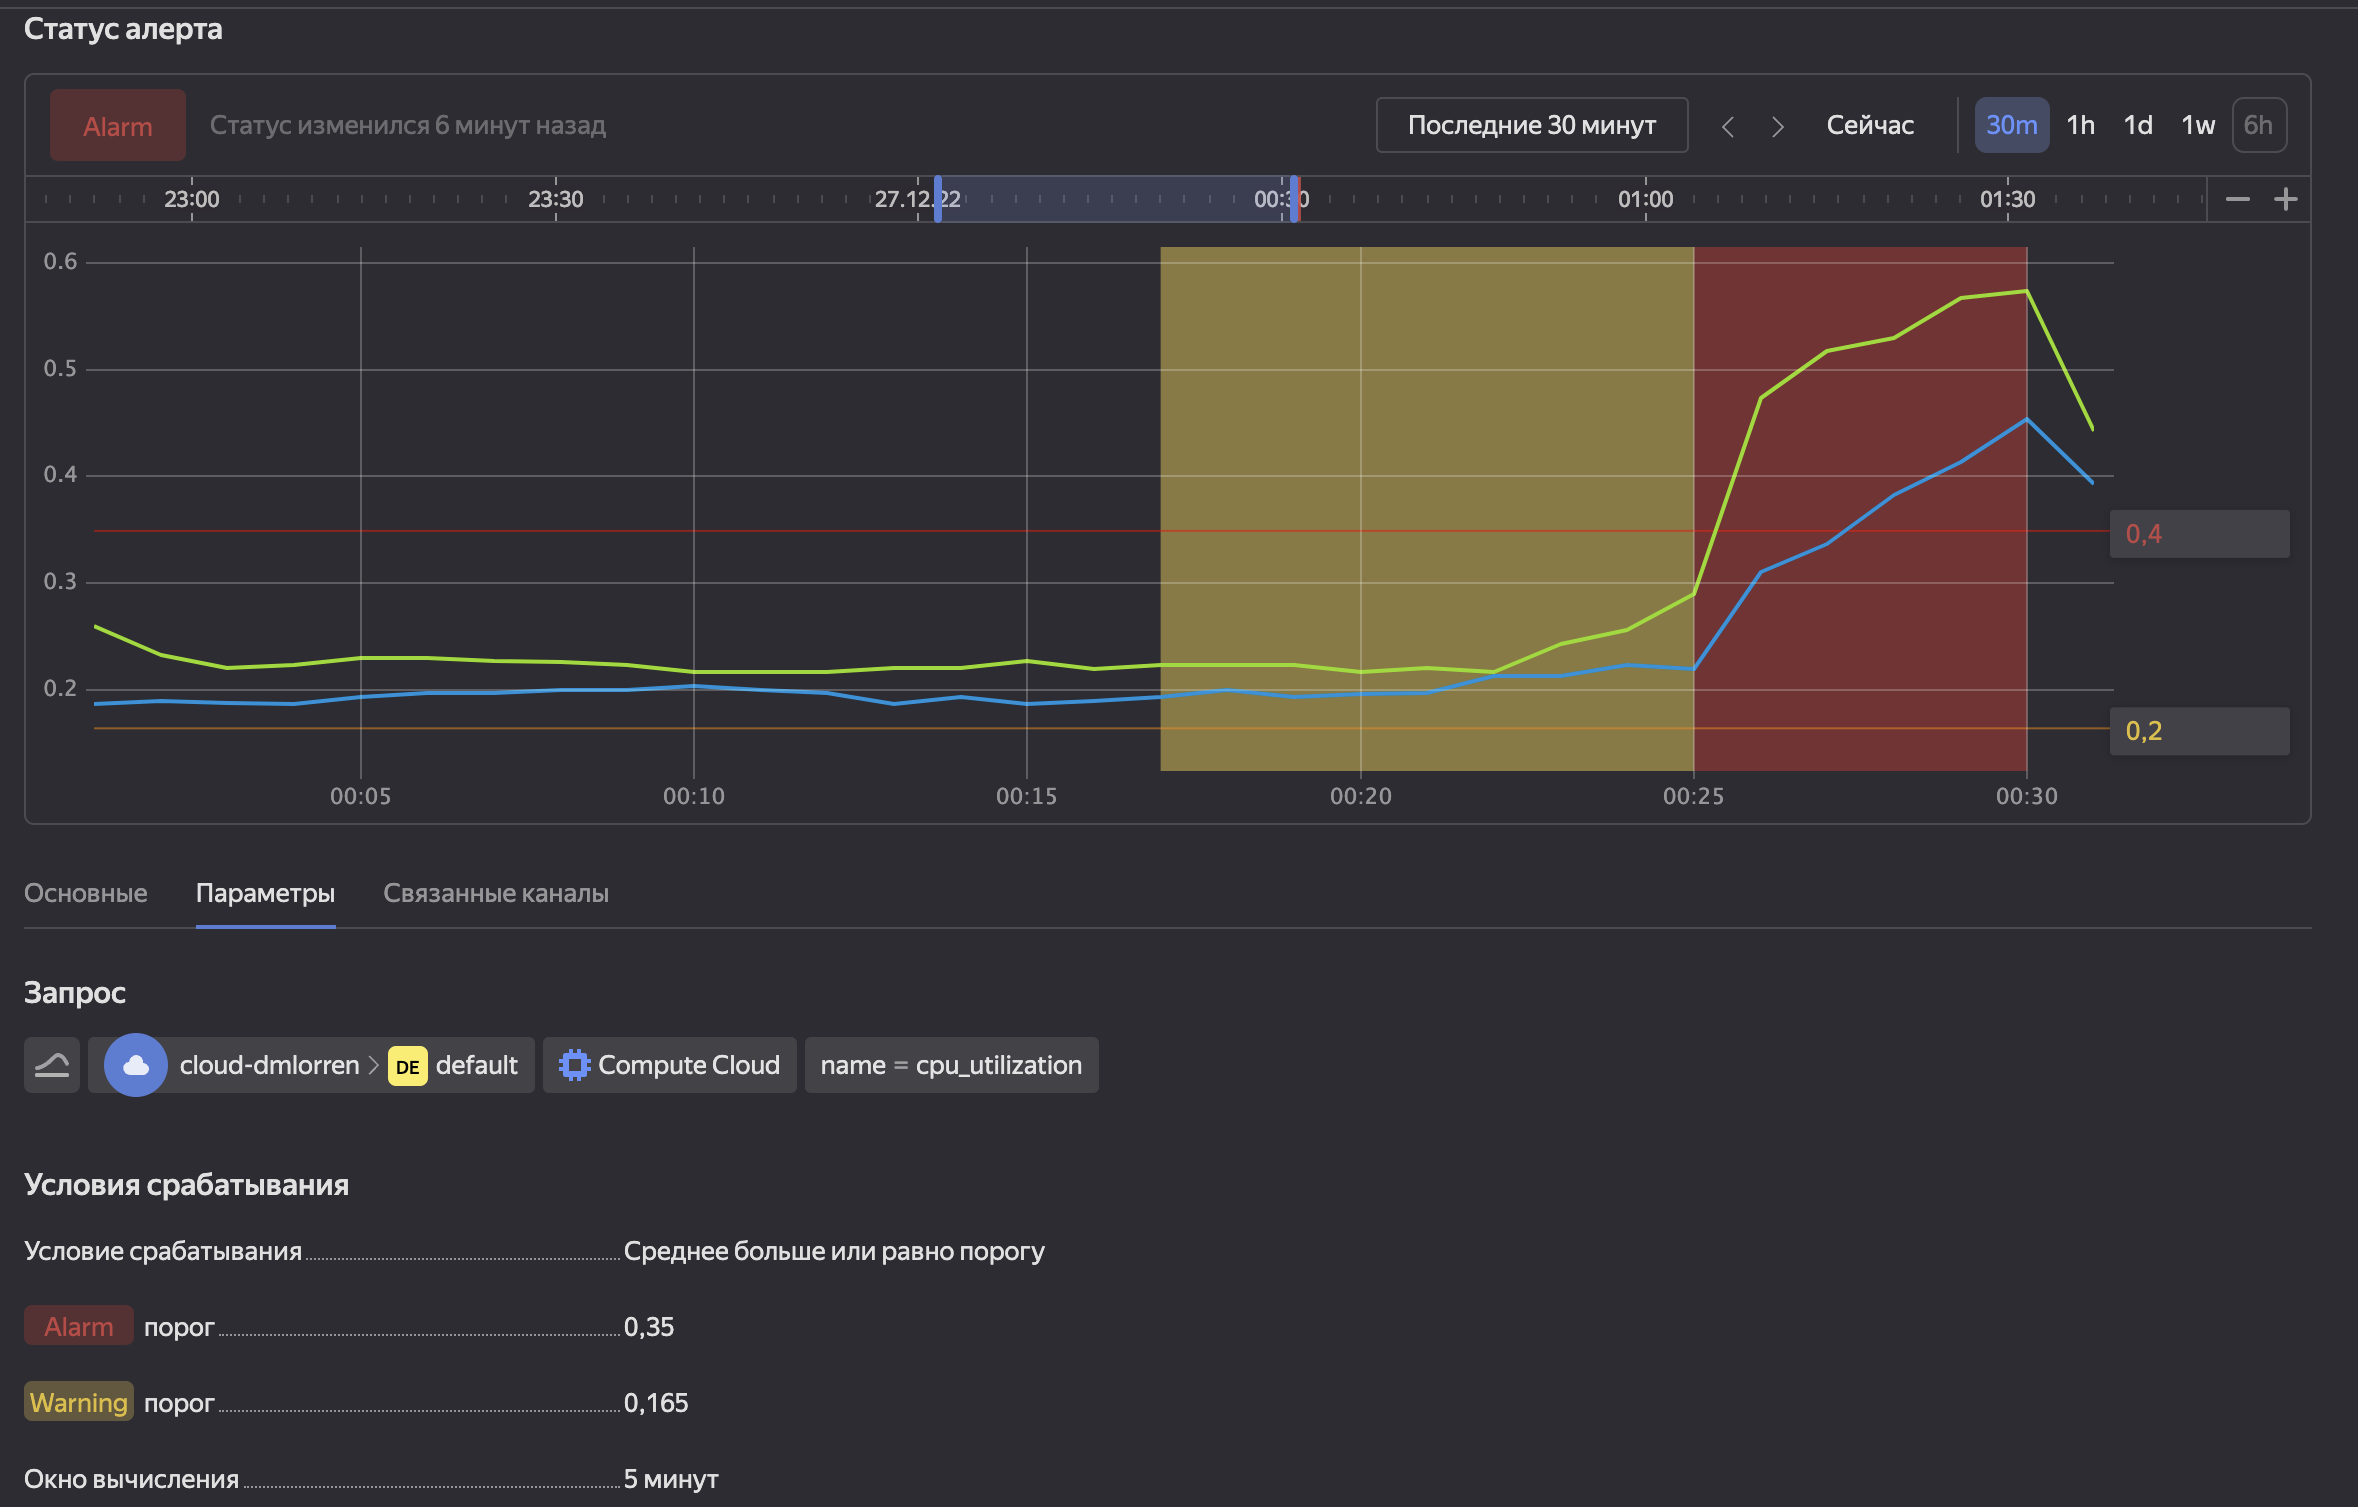 Статус алерта
Alarm Статус изменился 6 минут назад Последние 30 минут Сейчас 30m 1h 1d 1w 6h
23:00 23:30 27.12.22 00:30 01:00 01:30
0.6
0.5
0.4
0,4
0.3
0.2
0,2
00:05 00:10 00:15 00:20 00:25 00:30
Основные Параметры Связанные каналы
Запрос
cloud-dmlorren DE default Compute Cloud name = cpu_utilization
Условия срабатывания
Условие срабатывания Среднее больше или равно порогу
Alarm порог 0,35
Warning порог 0,165
Окно вычисления 5 минут